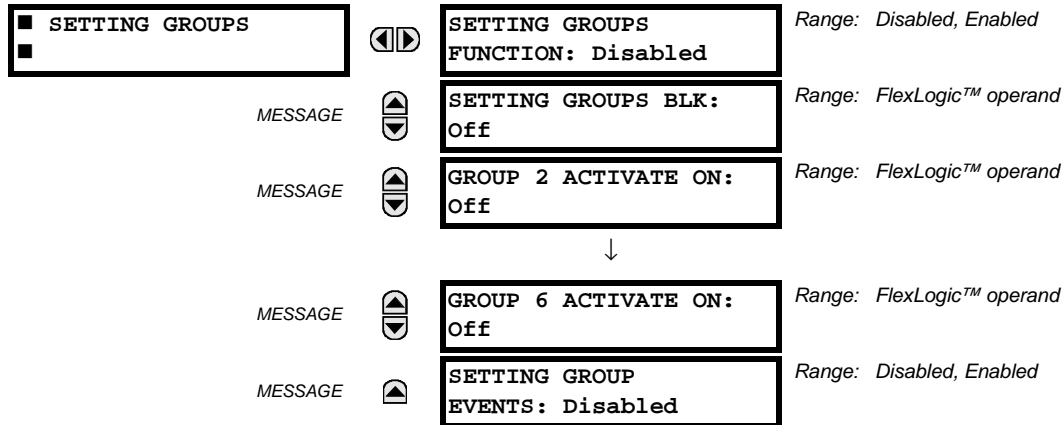 ■ SETTING GROUPS
■
SETTING GROUPS
FUNCTION: Disabled
Range: Disabled, Enabled
MESSAGE
SETTING GROUPS BLK:
Off
Range: FlexLogic™ operand
MESSAGE
GROUP 2 ACTIVATE ON:
Off
Range: FlexLogic™ operand
↓
MESSAGE
GROUP 6 ACTIVATE ON:
Off
Range: FlexLogic™ operand
MESSAGE
SETTING GROUP
EVENTS: Disabled
Range: Disabled, Enabled